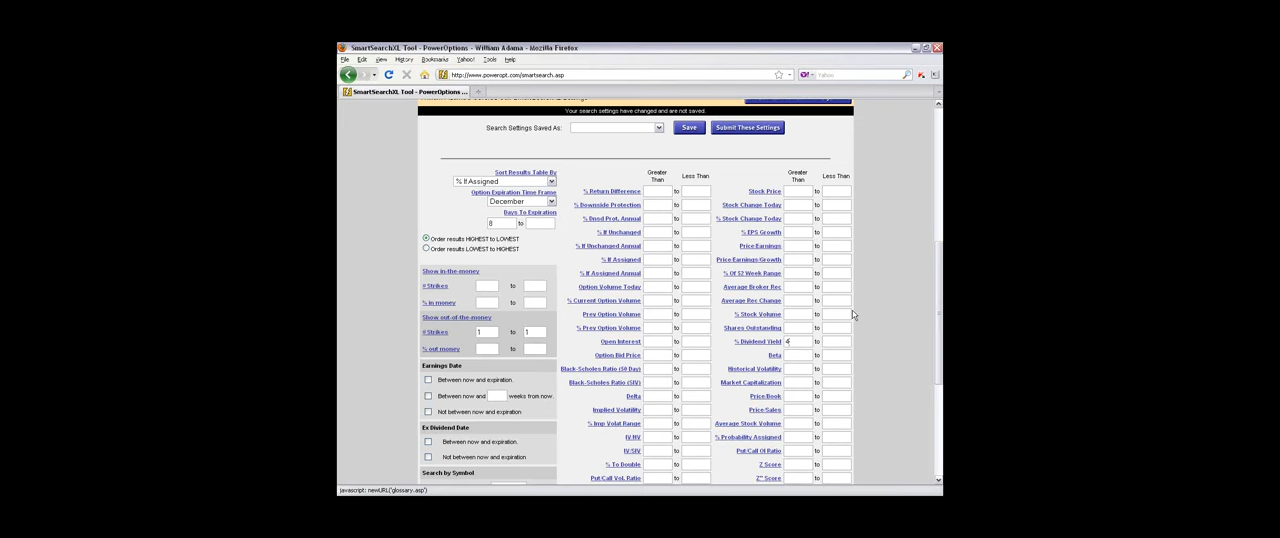 SmartSearchXL Tool - PowerOptions - William Adama - Mozilla Firefox
File Edit View History Bookmarks Yahoo! Tools Help
http://www.poweropt.com/smartsearch.asp Yahoo
SmartSearchXL Tool - PowerOptions ...
Your search settings have changed and are not saved.
Search Settings Saved As: Save Submit These Settings
Sort Results Table By
% If Assigned
Option Expiration Time Frame
December
Days To Expiration
8 to
Order results HIGHEST to LOWEST
Order results LOWEST to HIGHEST
Show in-the-money
# Strikes to
% in money to
Show out-of-the-money
# Strikes 1 to 1
% out money to
Earnings Date
Between now and expiration.
Between now and weeks from now.
Not between now and expiration
Ex Dividend Date
Between now and expiration.
Not between now and expiration
Search by Symbol
Greater Than Less Than
% Return Difference to
% Downside Protection to
% Dnsd Prot. Annual to
% If Unchanged to
% If Unchanged Annual to
% If Assigned to
% If Assigned Annual to
Option Volume Today to
% Current Option Volume to
Prev Option Volume to
% Prev Option Volume to
Open Interest to
Option Bid Price to
Black-Scholes Ratio (50 Day) to
Black-Scholes Ratio (SIV) to
Delta to
Implied Volatility to
% Imp Volat Range to
IV/HV to
IV/SIV to
% To Double to
Put/Call Vol. Ratio to
Greater Than Less Than
Stock Price to
Stock Change Today to
% Stock Change Today to
% EPS Growth to
Price/Earnings to
Price/Earnings/Growth to
% Of 52 Week Range to
Average Broker Rec to
Average Rec Change to
% Stock Volume to
Shares Outstanding to
% Dividend Yield 4 to
Beta to
Historical Volatility to
Market Capitalization to
Price/Book to
Price/Sales to
Average Stock Volume to
% Probability Assigned to
Put/Call OI Ratio to
Z Score to
Z'' Score to
javascript: newURL('glossary.asp')